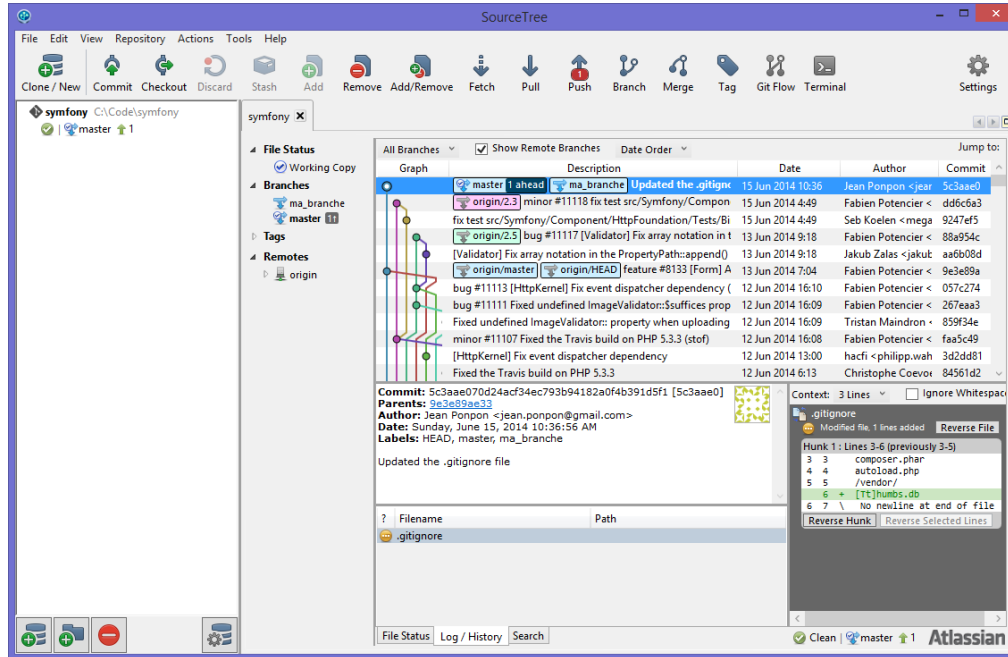 SourceTree
File Edit View Repository Actions Tools Help
Clone / New Commit Checkout Discard Stash Add Remove Add/Remove Fetch Pull 1 Push Branch Merge Tag Git Flow Terminal Settings
symfony C:\Code\symfony
master 1
symfony
File Status
Working Copy
Branches
ma_branche
master 1
Tags
Remotes
origin
All Branches Show Remote Branches Date Order Jump to:
Graph Description Date Author Commit
master 1 ahead ma_branche Updated the .gitignc 15 Jun 2014 10:36 Jean Ponpon <jear 5c3aae0
origin/2.3 minor #11118 fix test src/Symfony/Compon 15 Jun 2014 4:49 Fabien Potencier < dd6c6a3
fix test src/Symfony/Component/HttpFoundation/Tests/Bi 15 Jun 2014 4:49 Seb Koelen <mega 9247ef5
origin/2.5 bug #11117 [Validator] Fix array notation in t 13 Jun 2014 9:18 Fabien Potencier < 88a954c
[Validator] Fix array notation in the PropertyPath::append() 13 Jun 2014 9:18 Jakub Zalas <jakub aa6b08d
origin/master origin/HEAD feature #8133 [Form] A 13 Jun 2014 7:04 Fabien Potencier < 9e3e89a
bug #11113 [HttpKernel] Fix event dispatcher dependency ( 12 Jun 2014 16:10 Fabien Potencier < 057c274
bug #11111 Fixed undefined ImageValidator::$suffices prop 12 Jun 2014 16:09 Fabien Potencier < 267eaa3
Fixed undefined ImageValidator:: property when uploading 12 Jun 2014 16:09 Tristan Maindron < 859f34e
minor #11107 Fixed the Travis build on PHP 5.3.3 (stof) 12 Jun 2014 16:08 Fabien Potencier < faa5c49
[HttpKernel] Fix event dispatcher dependency 12 Jun 2014 13:00 hacfi <philipp.wah 3d2dd81
Fixed the Travis build on PHP 5.3.3 12 Jun 2014 6:13 Christophe Coevoe 84561d2
Commit: 5c3aae070d24acf34ec793b94182a0f4b391d5f1 [5c3aae0]
Parents: 9e3e89ae33
Author: Jean Ponpon <jean.ponpon@gmail.com>
Date: Sunday, June 15, 2014 10:36:56 AM
Labels: HEAD, master, ma_branche
Updated the .gitignore file
? Filename Path
.gitignore
Context: 3 Lines Ignore Whitespac
.gitignore
Modified file, 1 lines added Reverse File
Hunk 1 : Lines 3-6 (previously 3-5)
3 3 composer.phar
4 4 autoload.php
5 5 /vendor/
6 + [Tt]humbs.db
6 7 \ No newline at end of file
Reverse Hunk Reverse Selected Lines
File Status Log / History Search
Clean master 1 Atlassian